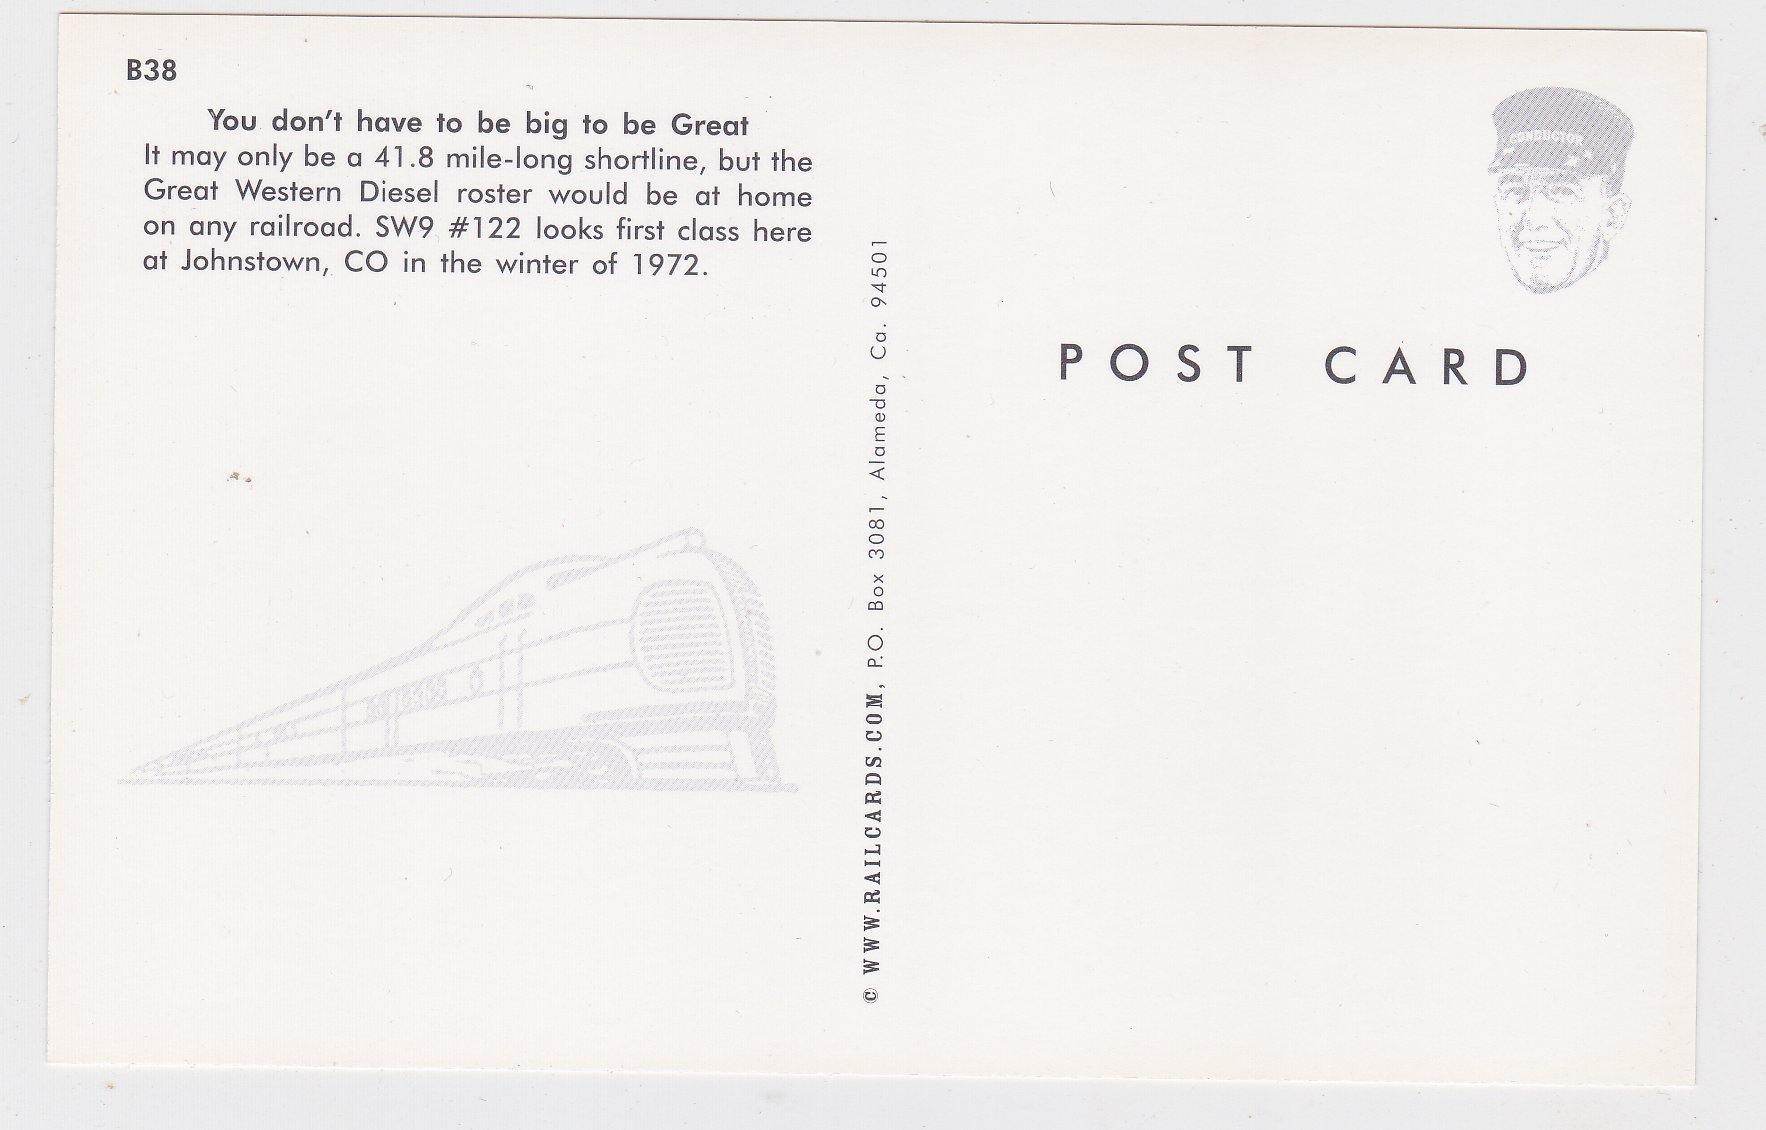 B38
You don't have to be big to be Great
It may only be a 41.8 mile-long shortline, but the
Great Western Diesel roster would be at home
on any railroad. SW9 #122 looks first class here
at Johnstown, CO in the winter of 1972.
© WWW.RAILCARDS.COM, P.O. Box 3081, Alameda, Ca. 94501
CONDUCTOR
POST CARD